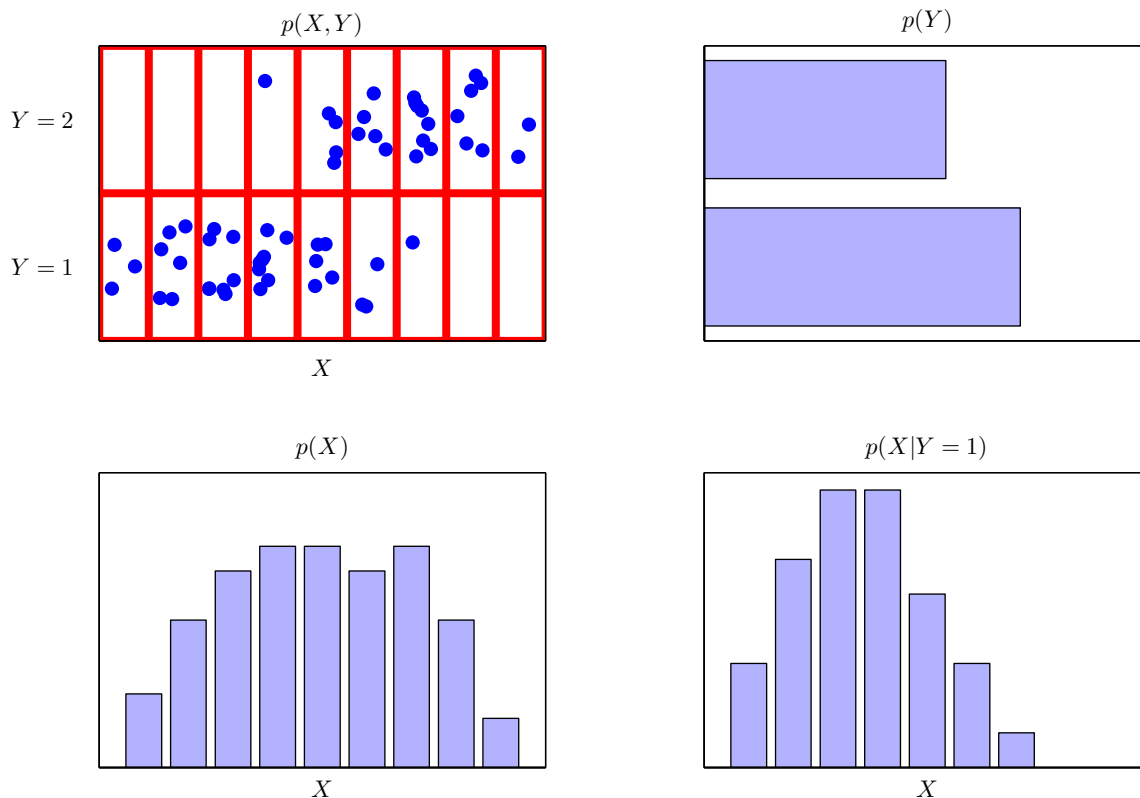 p(X, Y)
Y = 2
Y = 1
X
p(Y)
p(X)
X
p(X|Y = 1)
X